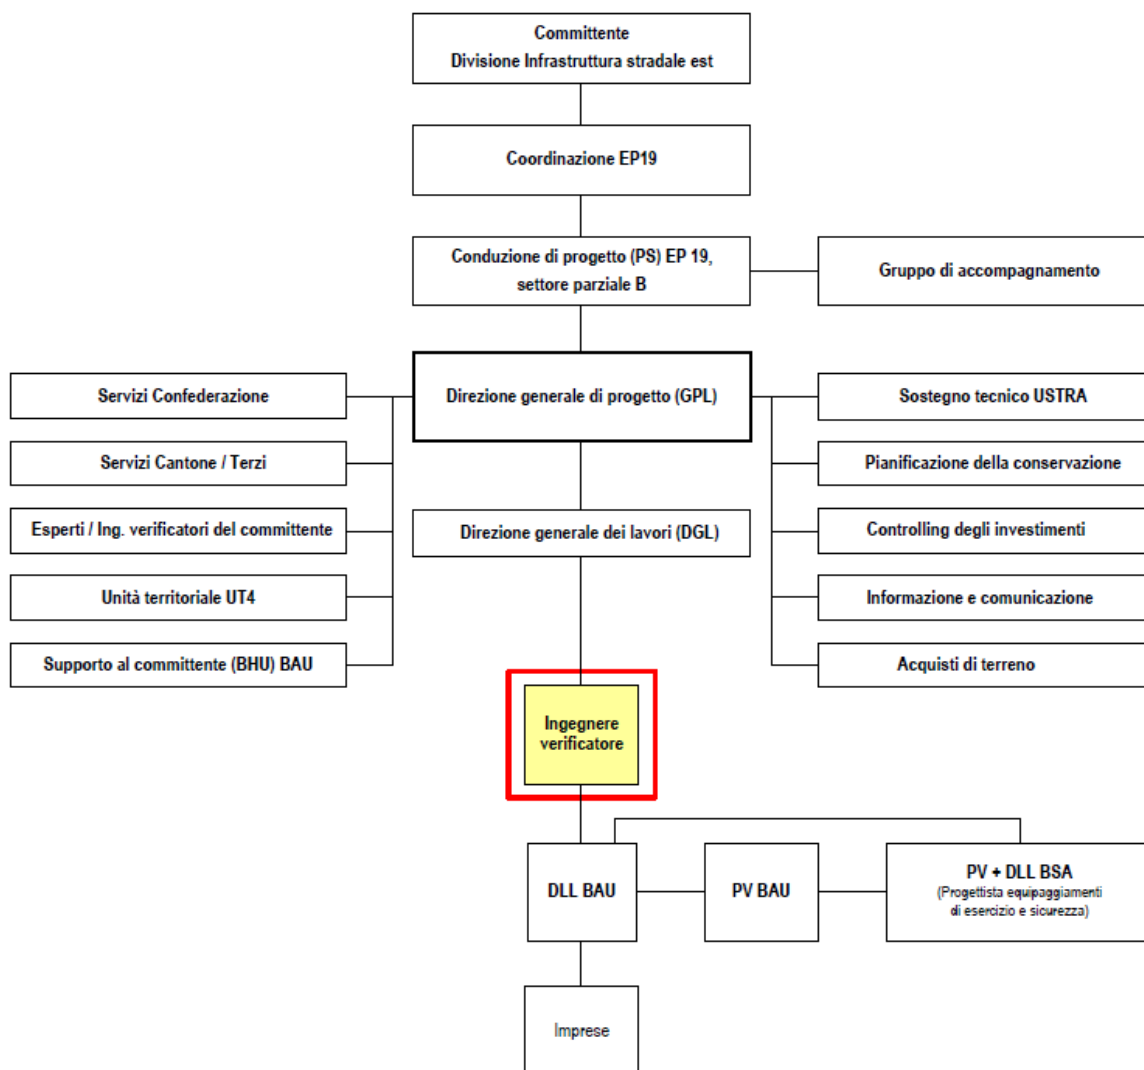 Committente
Divisione Infrastruttura stradale est
Coordinazione EP19
Conduzione di progetto (PS) EP 19,
settore parziale B
Gruppo di accompagnamento
Servizi Confederazione
Direzione generale di progetto (GPL)
Sostegno tecnico USTRA
Servizi Cantone / Terzi
Pianificazione della conservazione
Esperti / Ing. verificatori del committente
Direzione generale dei lavori (DGL)
Controlling degli investimenti
Unità territoriale UT4
Informazione e comunicazione
Supporto al committente (BHU) BAU
Acquisti di terreno
Ingegnere
verificatore
DLL BAU
PV BAU
PV + DLL BSA
(Progettista equipaggiamenti
di esercizio e sicurezza)
Imprese